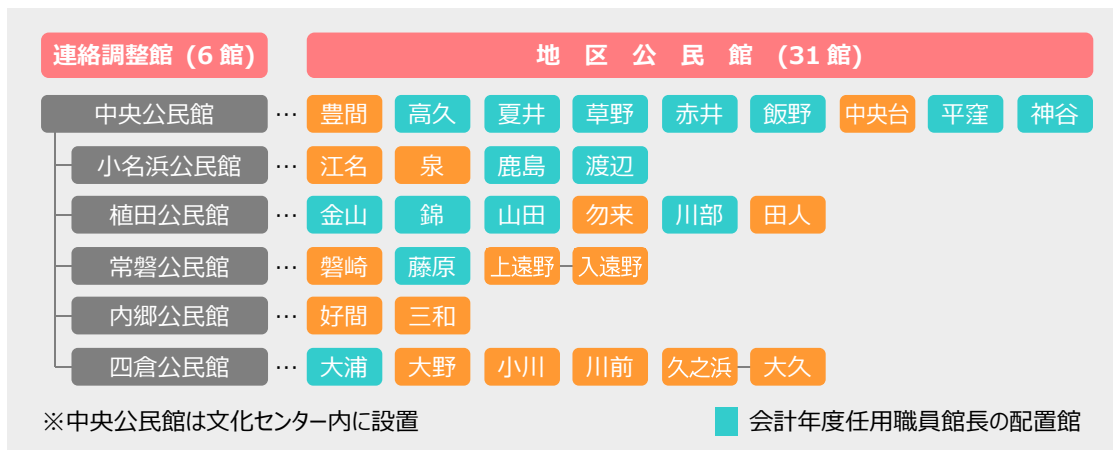 連絡調整館 (6 館) 地 区 公 民 館 (31 館)
中央公民館 … 豊間 高久 夏井 草野 赤井 飯野 中央台 平窪 神谷
小名浜公民館 … 江名 泉 鹿島 渡辺
植田公民館 … 金山 錦 山田 勿来 川部 田人
常磐公民館 … 磐崎 藤原 上遠野 入遠野
内郷公民館 … 好間 三和
四倉公民館 … 大浦 大野 小川 川前 久之浜 大久
※中央公民館は文化センター内に設置 会計年度任用職員館長の配置館